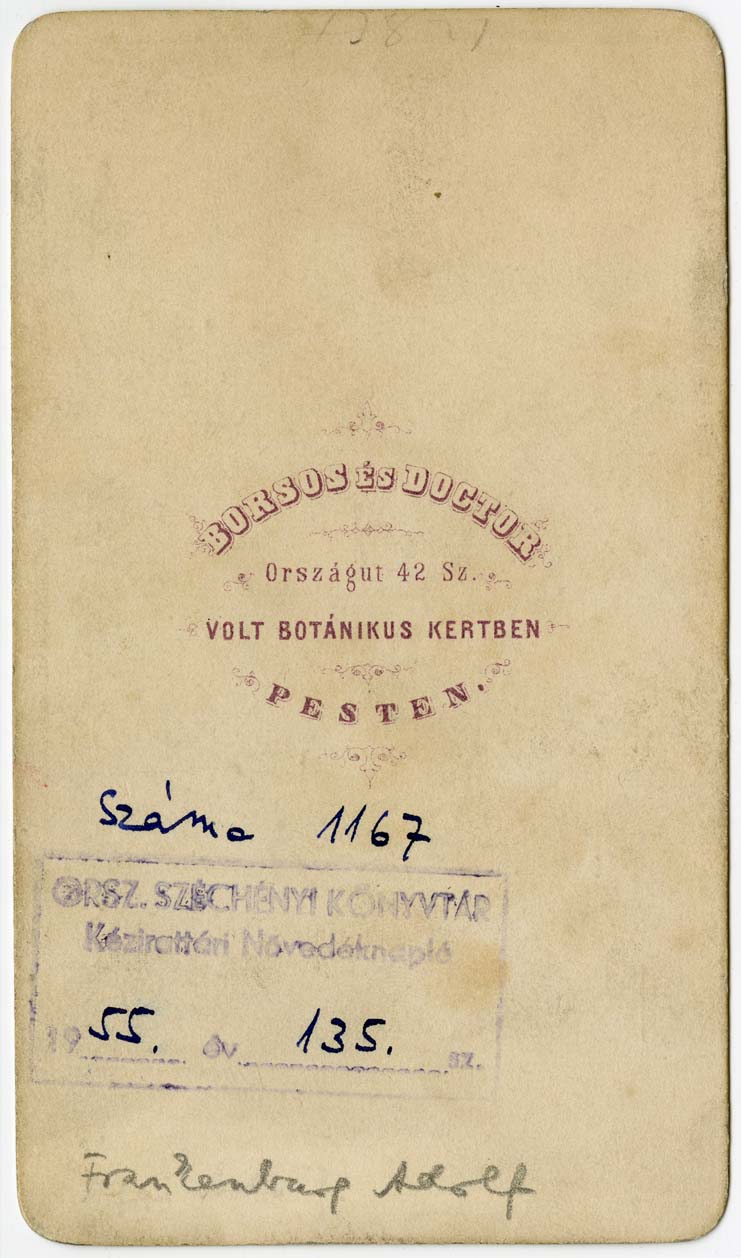 BORSOS ÉS DOCTOR
Országut 42 Sz.
VOLT BOTÁNIKUS KERTBEN
PESTEN.
Száma 1167
ORSZ. SZÉCHÉNYI KÖNYVTÁR
Kézirattári Növedéknapló
19 55. év 135. sz.
Frankenburg Adolf